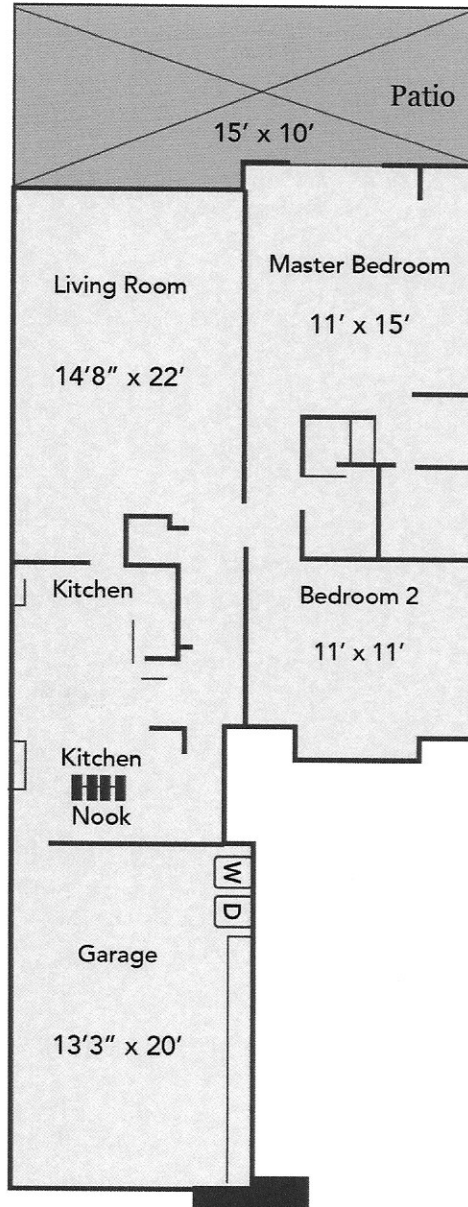 Patio
15' x 10'
Living Room
14'8" x 22'
Master Bedroom
11' x 15'
Kitchen
Bedroom 2
11' x 11'
Kitchen
Nook
W
D
Garage
13'3" x 20'